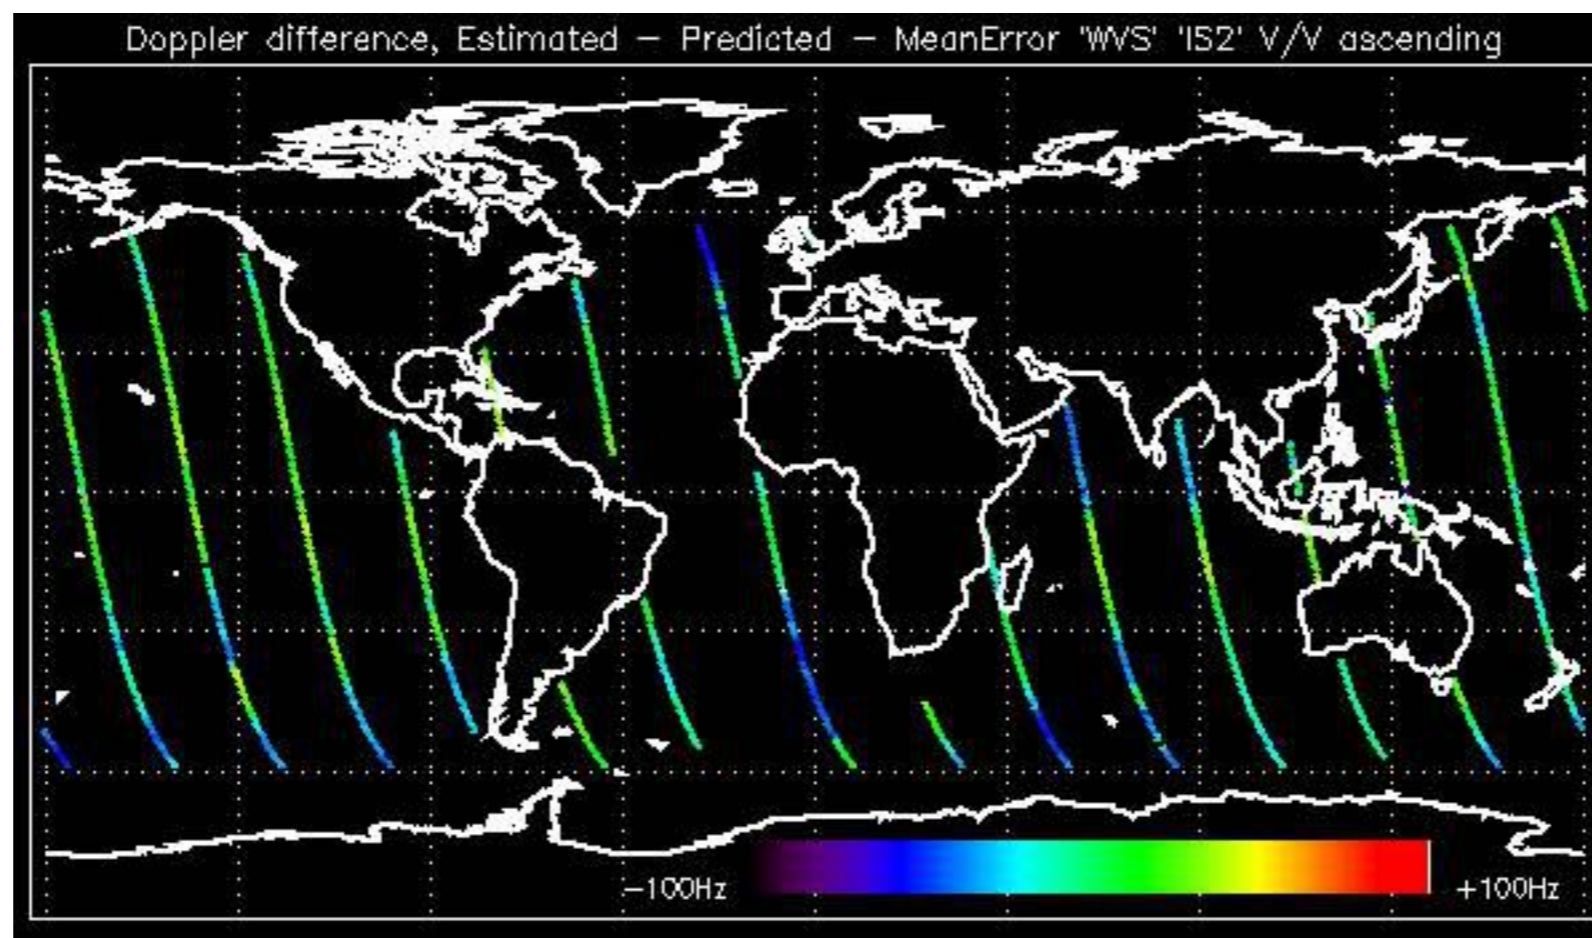 Doppler difference, Estimated – Predicted – MeanError 'WVS' 'IS2' V/V ascending
–100Hz
+100Hz